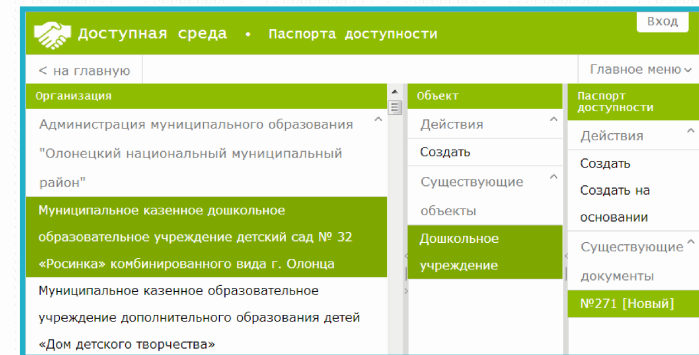 Доступная среда • Паспорта доступности
Вход
< на главную
Главное меню
Организация
Администрация муниципального образования
"Олонецкий национальный муниципальный
район"
Муниципальное казенное дошкольное
образовательное учреждение детский сад № 32
«Росинка» комбинированного вида г. Олонца
Муниципальное казенное образовательное
учреждение дополнительного образования детей
«Дом детского творчества»
Объект
Действия
Создать
Существующие
объекты
Дошкольное
учреждение
Паспорт
доступности
Действия
Создать
Создать на
основании
Существующие
документы
№271 [Новый]